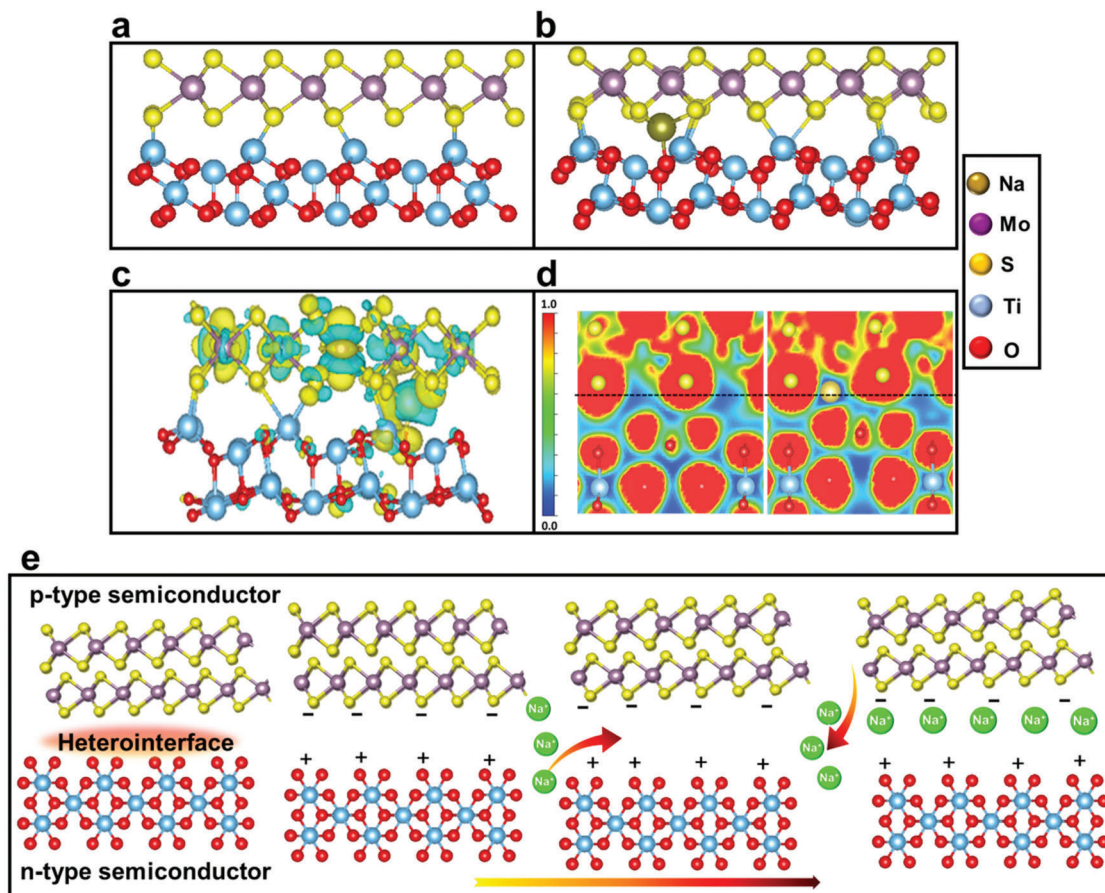 a
b
Na
Mo
S
Ti
O
c
d
1.0
0.0
e
p-type semiconductor
Heterointerface
n-type semiconductor
− − − −
+ + + +
Na⁺
Na⁺
Na⁺
− − − −
+ + + +
Na⁺
Na⁺
Na⁺
− − − −
Na⁺ Na⁺ Na⁺ Na⁺ Na⁺
+ + + +